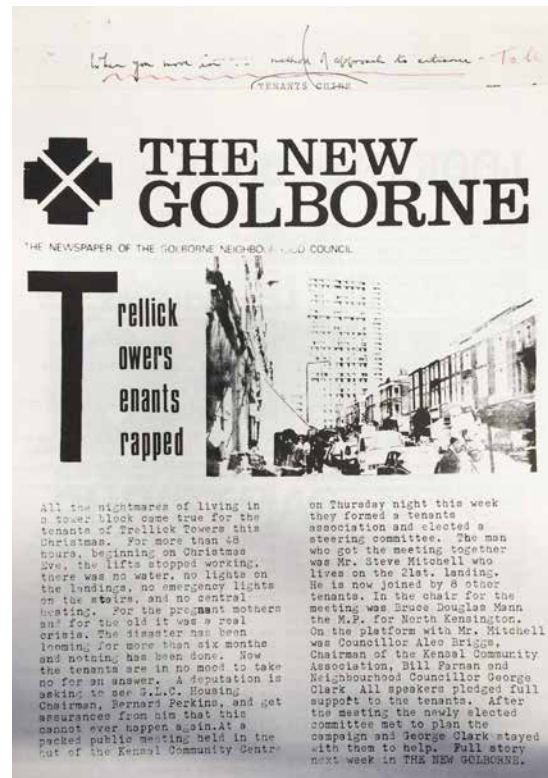 When you move in ... method of approach to entrance - Talk
TENANTS
THE NEW
GOLBORNE
THE NEWSPAPER OF THE GOLBORNE NEIGHBOU OOD COUNCIL
Trellick
Towers
Tenants
Trapped
All the nightmares of living in
a tower block came true for the
tenants of Trellick Towers this
Christmas. For more than 48
hours, beginning on Christmas
Eve, the lifts stopped working,
there was no water, no lights on
the landings, no emergency lights
on the stairs, and no central
heating. For the pregnant mothers
and for the old it was a real
crisis. The disaster has been
looming for more than six months
and nothing has been done. Now
the tenants are in no mood to take
no for an answer. A deputation is
asking to see G.L.C. Housing
Chairman, Bernard Perkins, and get
assurances from him that this
cannot ever happen again.At a
packed public meeting held in the
hut of the Kensal Community Centre
on Thursday night this week
they formed a tenants
association and elected a
steering committee. The man
who got the meeting together
was Mr. Steve Mitchell who
lives on the 21st. landing.
He is now joined by 8 other
tenants. In the chair for the
meeting was Bruce Douglas Mann
the M.P. for North Kensington.
On the platform with Mr. Mitchell
was Councillor Alec Briggs,
Chairman of the Kensal Community
Association, Bill Farnan and
Neighbourhood Councillor George
Clark All speakers pledged full
support to the tenants. After
the meeting the newly elected
committee met to plan the
campaign and George Clark stayed
with them to help. Full story
next week in THE NEW GOLBORNE.